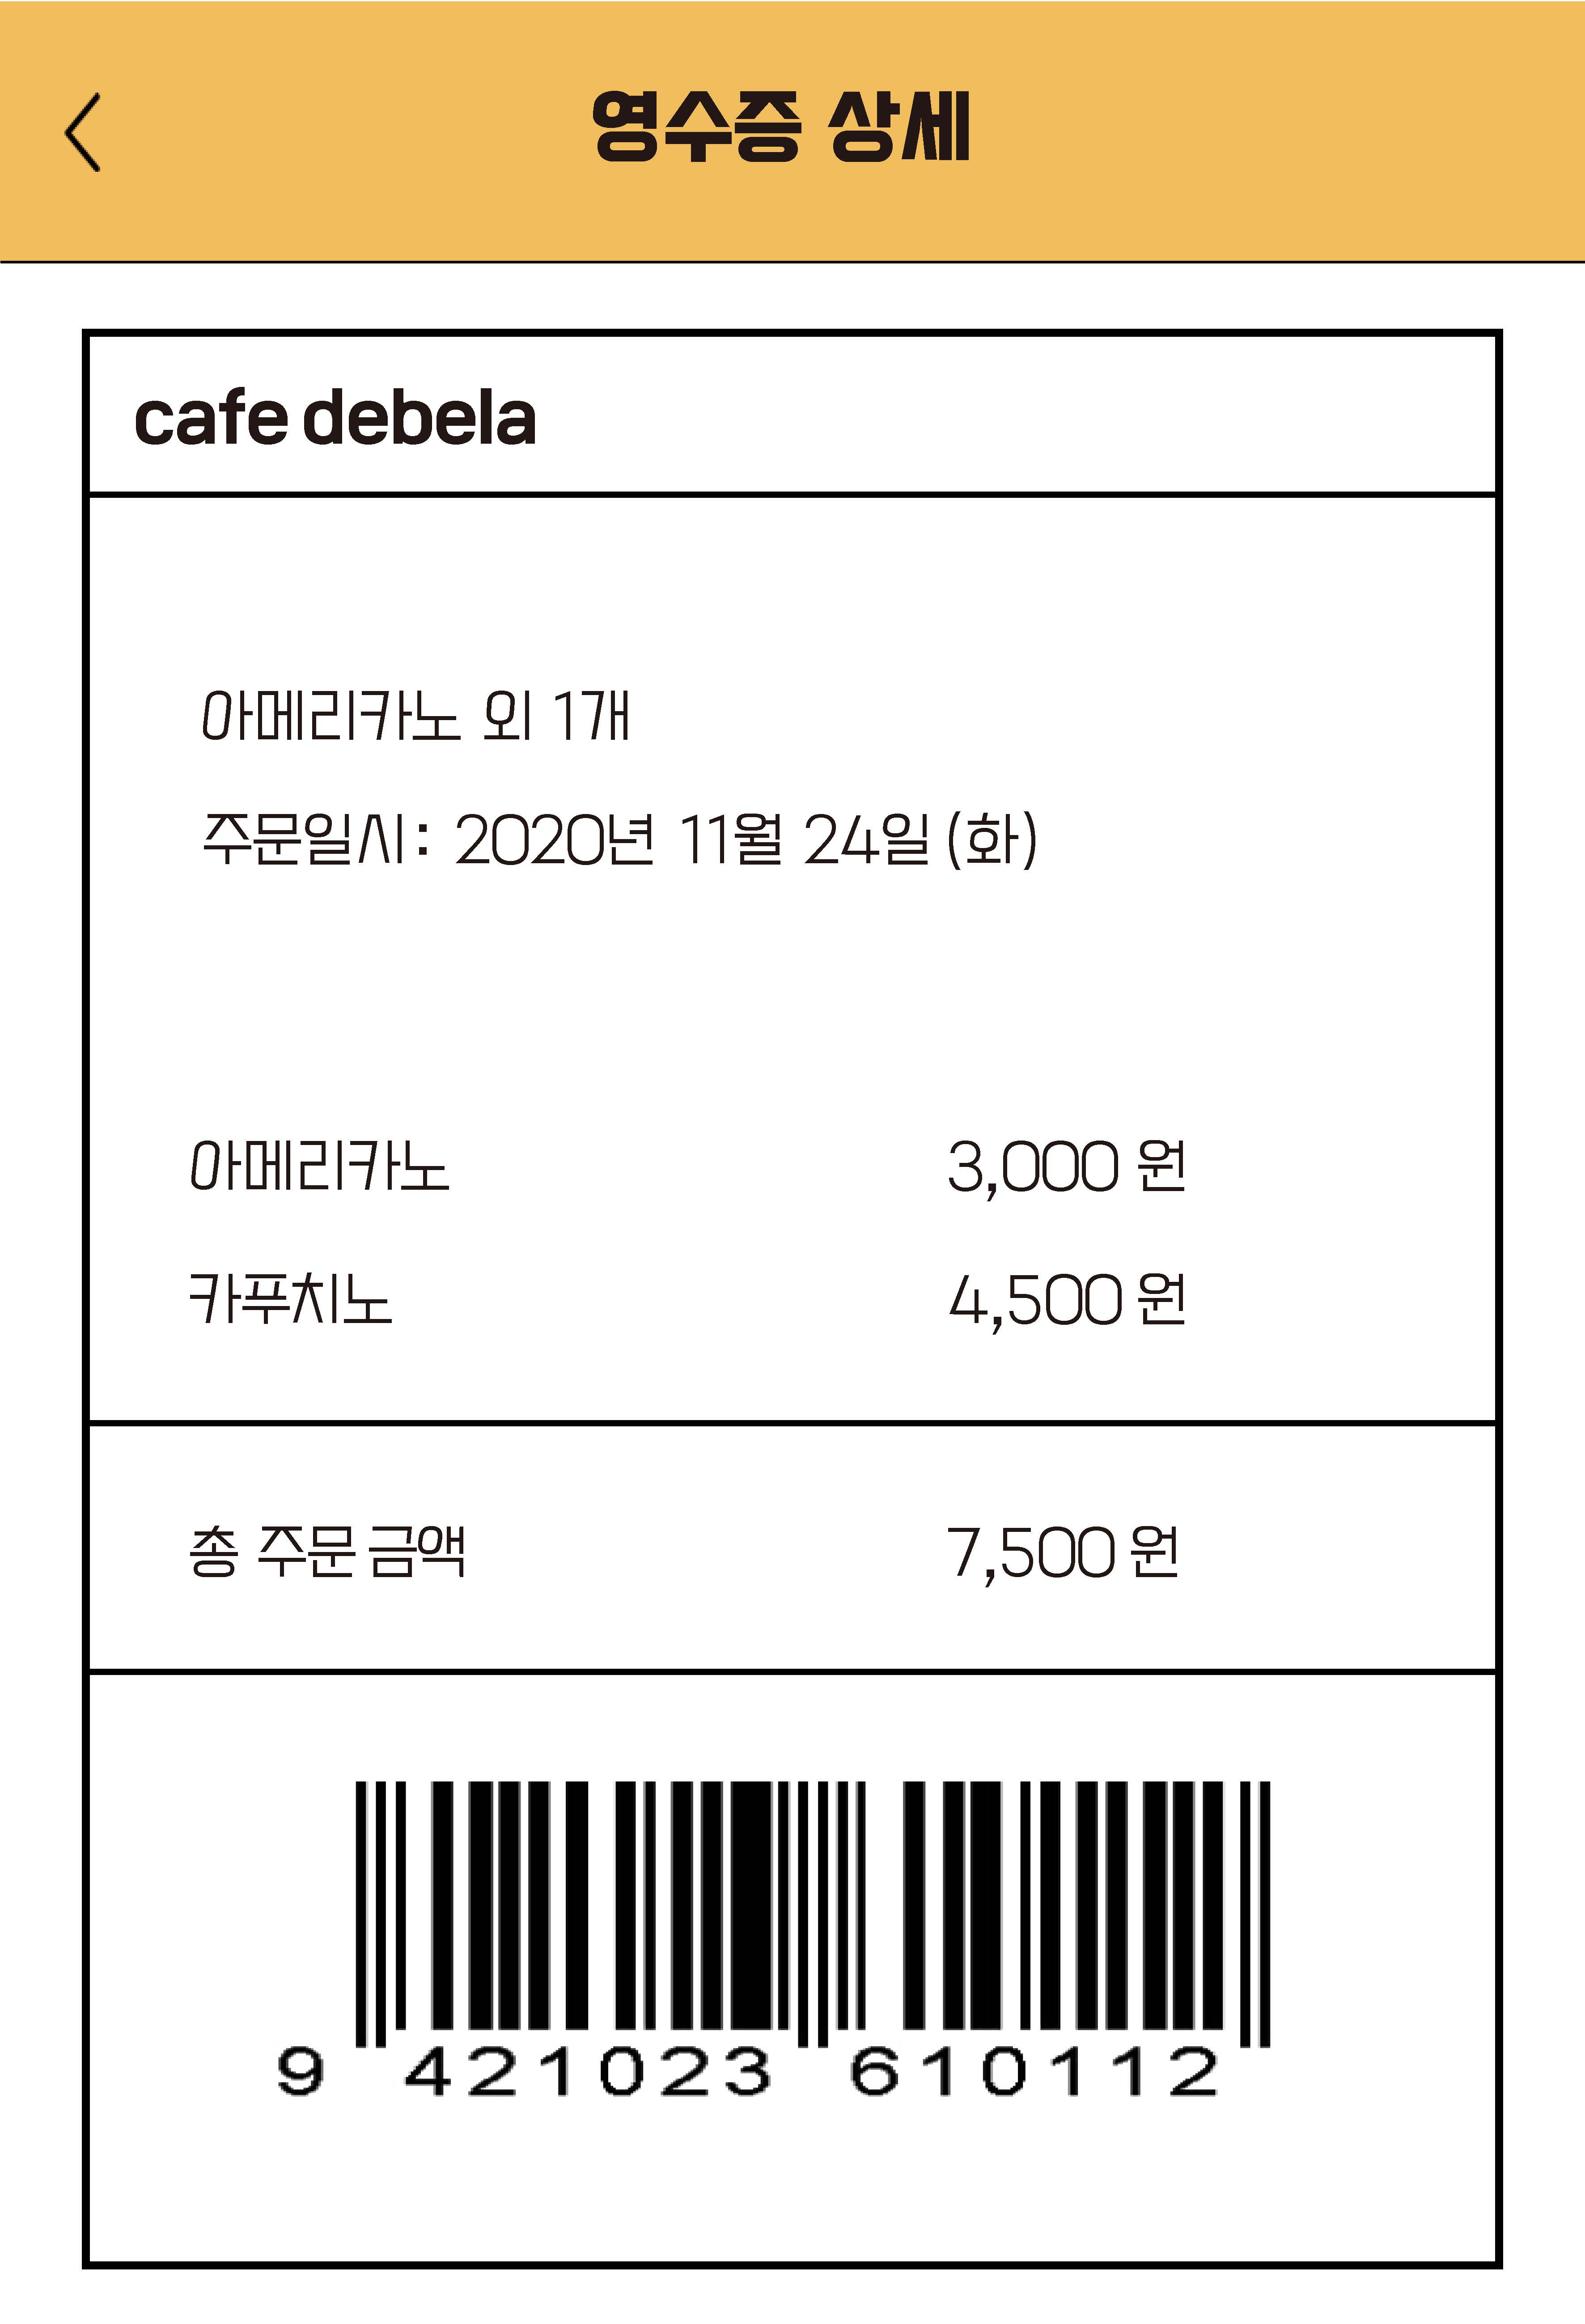 영수증 상세
cafe debela
아메리카노 외 1개
주문일시: 2020년 11월 24일 (화)
아메리카노 3,000 원
카푸치노 4,500 원
총 주문 금액 7,500 원
9 421023 610112